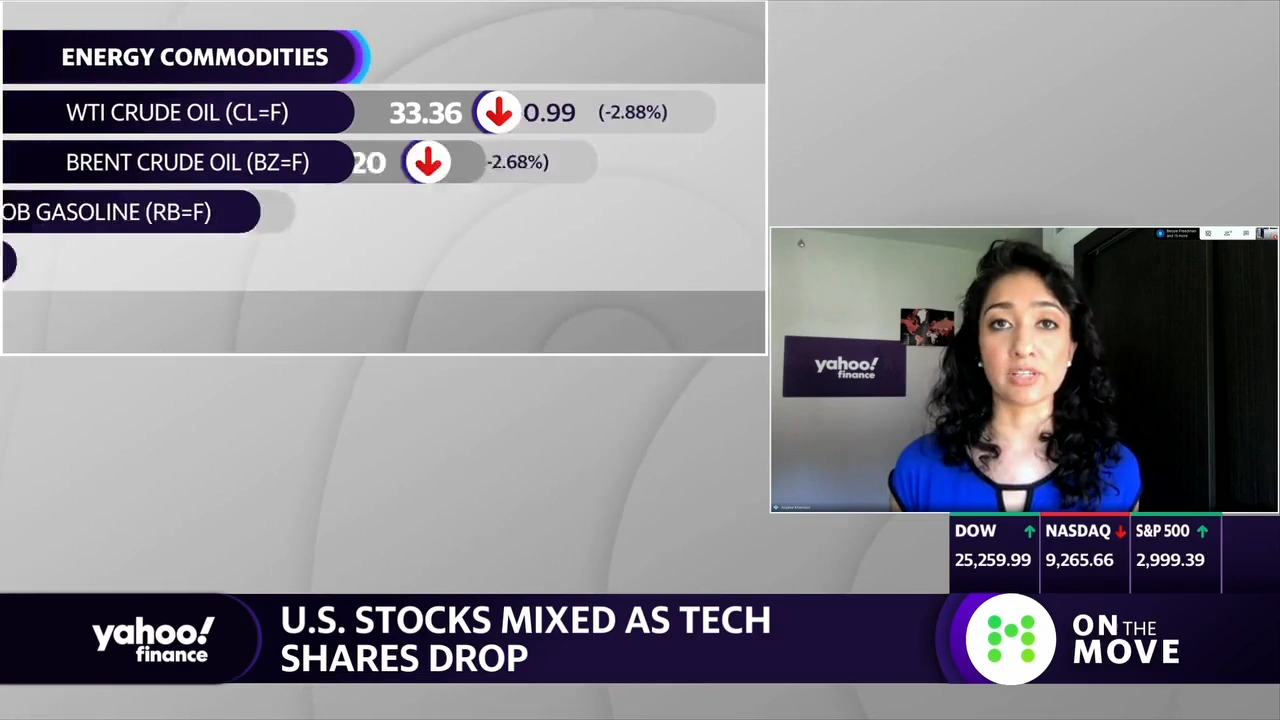 ENERGY COMMODITIES
WTI CRUDE OIL (CL=F) 33.36 0.99 (-2.88%)
BRENT CRUDE OIL (BZ=F) 20 -2.68%)
OB GASOLINE (RB=F)
yahoo!
finance
DOW NASDAQ S&P 500
25,259.99 9,265.66 2,999.39
yahoo!
finance
U.S. STOCKS MIXED AS TECH
SHARES DROP
ON THE
MOVE